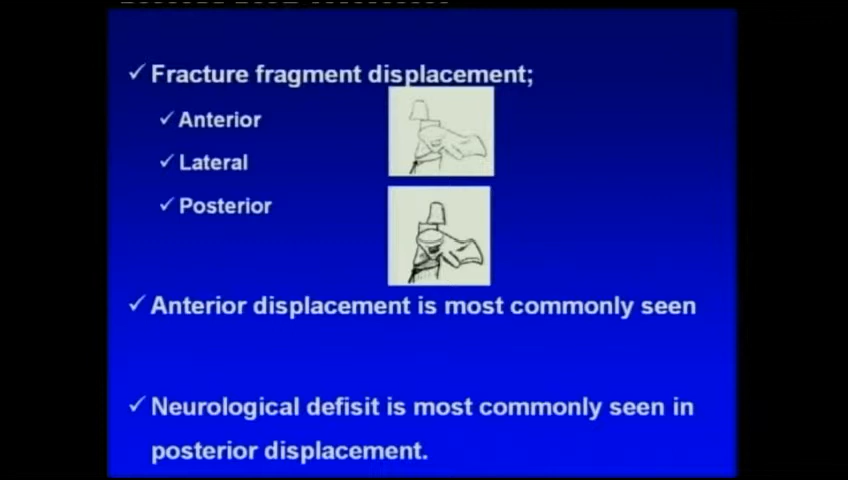 Fracture fragment displacement;
Anterior
Lateral
Posterior
Anterior displacement is most commonly seen
Neurological defisit is most commonly seen in
posterior displacement.